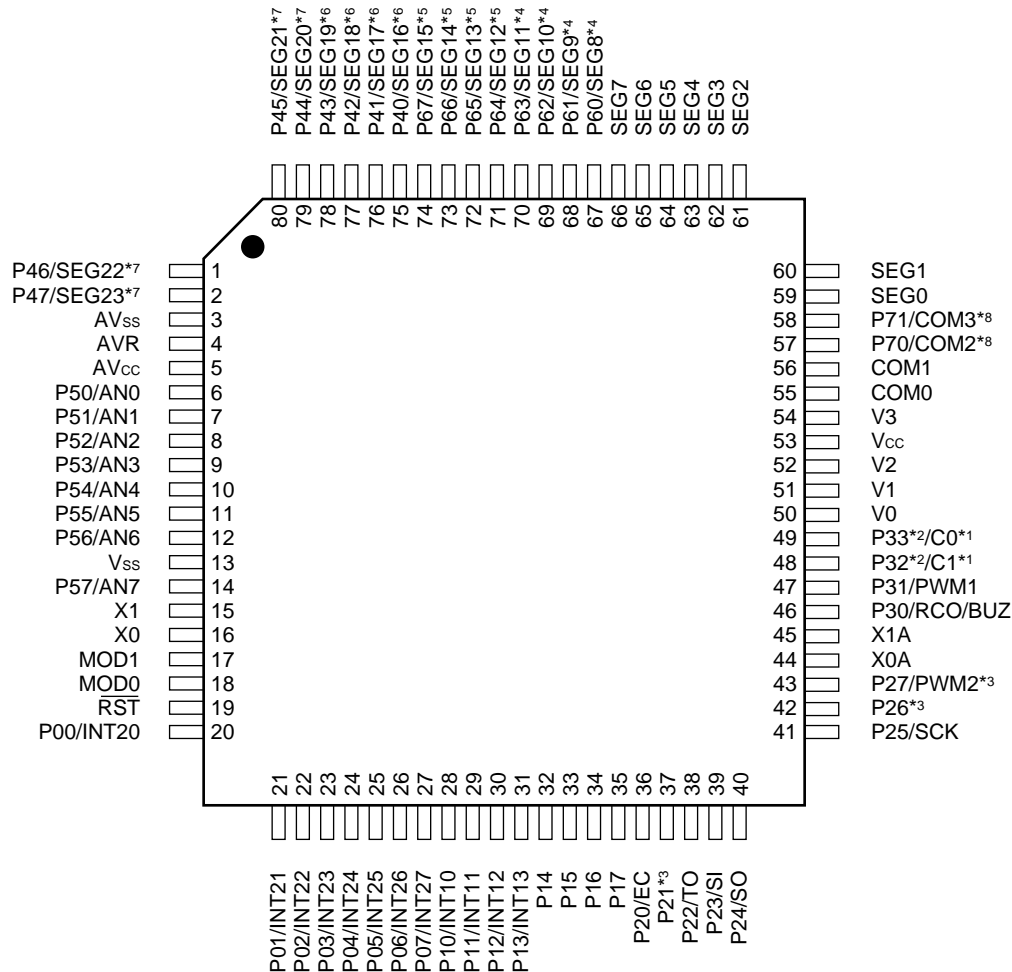 P45/SEG21*7
P44/SEG20*7
P43/SEG19*6
P42/SEG18*6
P41/SEG17*6
P40/SEG16*6
P67/SEG15*5
P66/SEG14*5
P65/SEG13*5
P64/SEG12*5
P63/SEG11*4
P62/SEG10*4
P61/SEG9*4
P60/SEG8*4
SEG7
SEG6
SEG5
SEG4
SEG3
SEG2
80
79
78
77
76
75
74
73
72
71
70
69
68
67
66
65
64
63
62
61
P46/SEG22*7 1
P47/SEG23*7 2
AVss 3
AVR 4
AVcc 5
P50/AN0 6
P51/AN1 7
P52/AN2 8
P53/AN3 9
P54/AN4 10
P55/AN5 11
P56/AN6 12
Vss 13
P57/AN7 14
X1 15
X0 16
MOD1 17
MOD0 18
RST 19
P00/INT20 20
60 SEG1
59 SEG0
58 P71/COM3*8
57 P70/COM2*8
56 COM1
55 COM0
54 V3
53 Vcc
52 V2
51 V1
50 V0
49 P33*2/C0*1
48 P32*2/C1*1
47 P31/PWM1
46 P30/RCO/BUZ
45 X1A
44 X0A
43 P27/PWM2*3
42 P26*3
41 P25/SCK
21
22
23
24
25
26
27
28
29
30
31
32
33
34
35
36
37
38
39
40
P01/INT21
P02/INT22
P03/INT23
P04/INT24
P05/INT25
P06/INT26
P07/INT27
P10/INT10
P11/INT11
P12/INT12
P13/INT13
P14
P15
P16
P17
P20/EC
P21*3
P22/TO
P23/SI
P24/SO